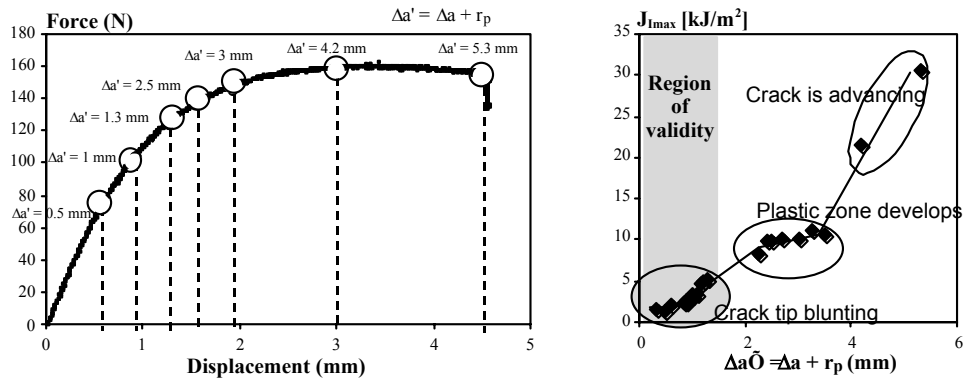 Force (N)
Δa' = Δa + rp
180
160
140
120
100
80
60
40
20
0
Δa' = 0.5 mm
Δa' = 1 mm
Δa' = 1.3 mm
Δa' = 2.5 mm
Δa' = 3 mm
Δa' = 4.2 mm
Δa' = 5.3 mm
0 1 2 3 4 5
Displacement (mm)
JImax [kJ/m²]
35
30
25
20
15
10
5
0
Region
of
validity
Crack is advancing
Plastic zone develops
Crack tip blunting
0 2 4 6
ΔaÕ =Δa + rp (mm)